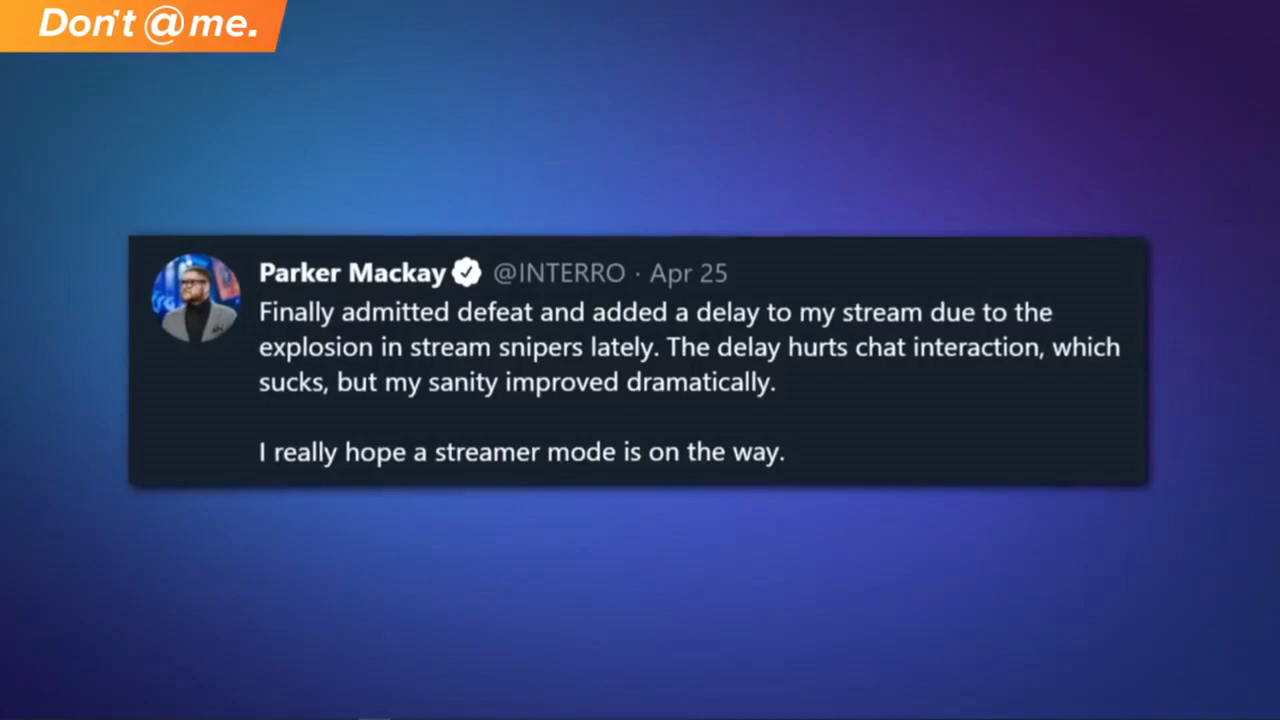 Don't @me.
Parker Mackay @INTERRO · Apr 25
Finally admitted defeat and added a delay to my stream due to the
explosion in stream snipers lately. The delay hurts chat interaction, which
sucks, but my sanity improved dramatically.
I really hope a streamer mode is on the way.